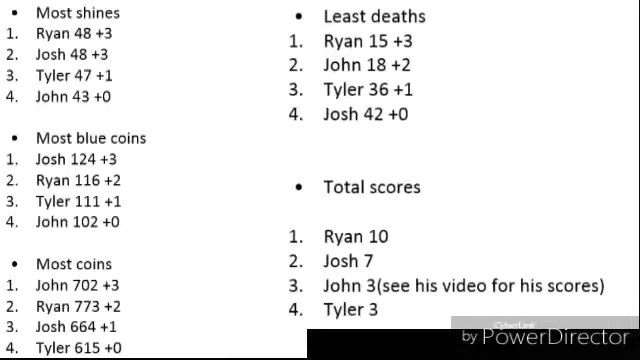 • Most shines
1. Ryan 48 +3
2. Josh 48 +3
3. Tyler 47 +1
4. John 43 +0
• Most blue coins
1. Josh 124 +3
2. Ryan 116 +2
3. Tyler 111 +1
4. John 102 +0
• Most coins
1. John 702 +3
2. Ryan 773 +2
3. Josh 664 +1
4. Tyler 615 +0
• Least deaths
1. Ryan 15 +3
2. John 18 +2
3. Tyler 36 +1
4. Josh 42 +0
• Total scores
1. Ryan 10
2. Josh 7
3. John 3(see his video for his scores)
4. Tyler 3
CyberLink
by PowerDirector